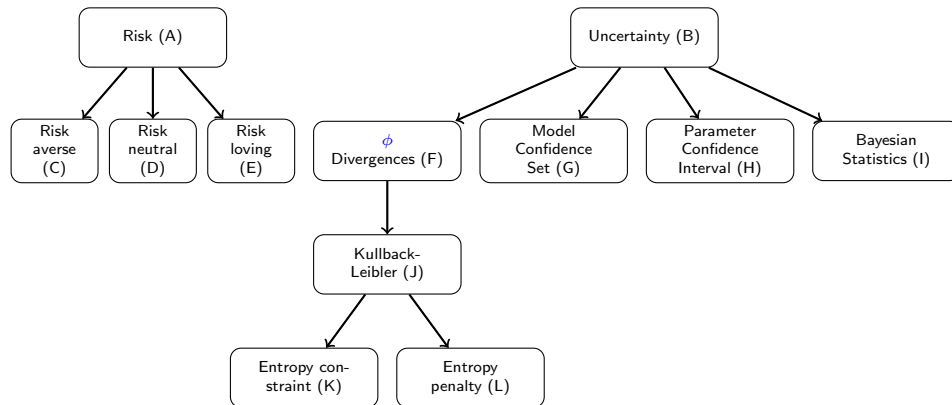 Risk (A)
Uncertainty (B)
Risk
averse
(C)
Risk
neutral
(D)
Risk
loving
(E)
ϕ
Divergences (F)
Model
Confidence
Set (G)
Parameter
Confidence
Interval (H)
Bayesian
Statistics (I)
Kullback-
Leibler (J)
Entropy con-
straint (K)
Entropy
penalty (L)